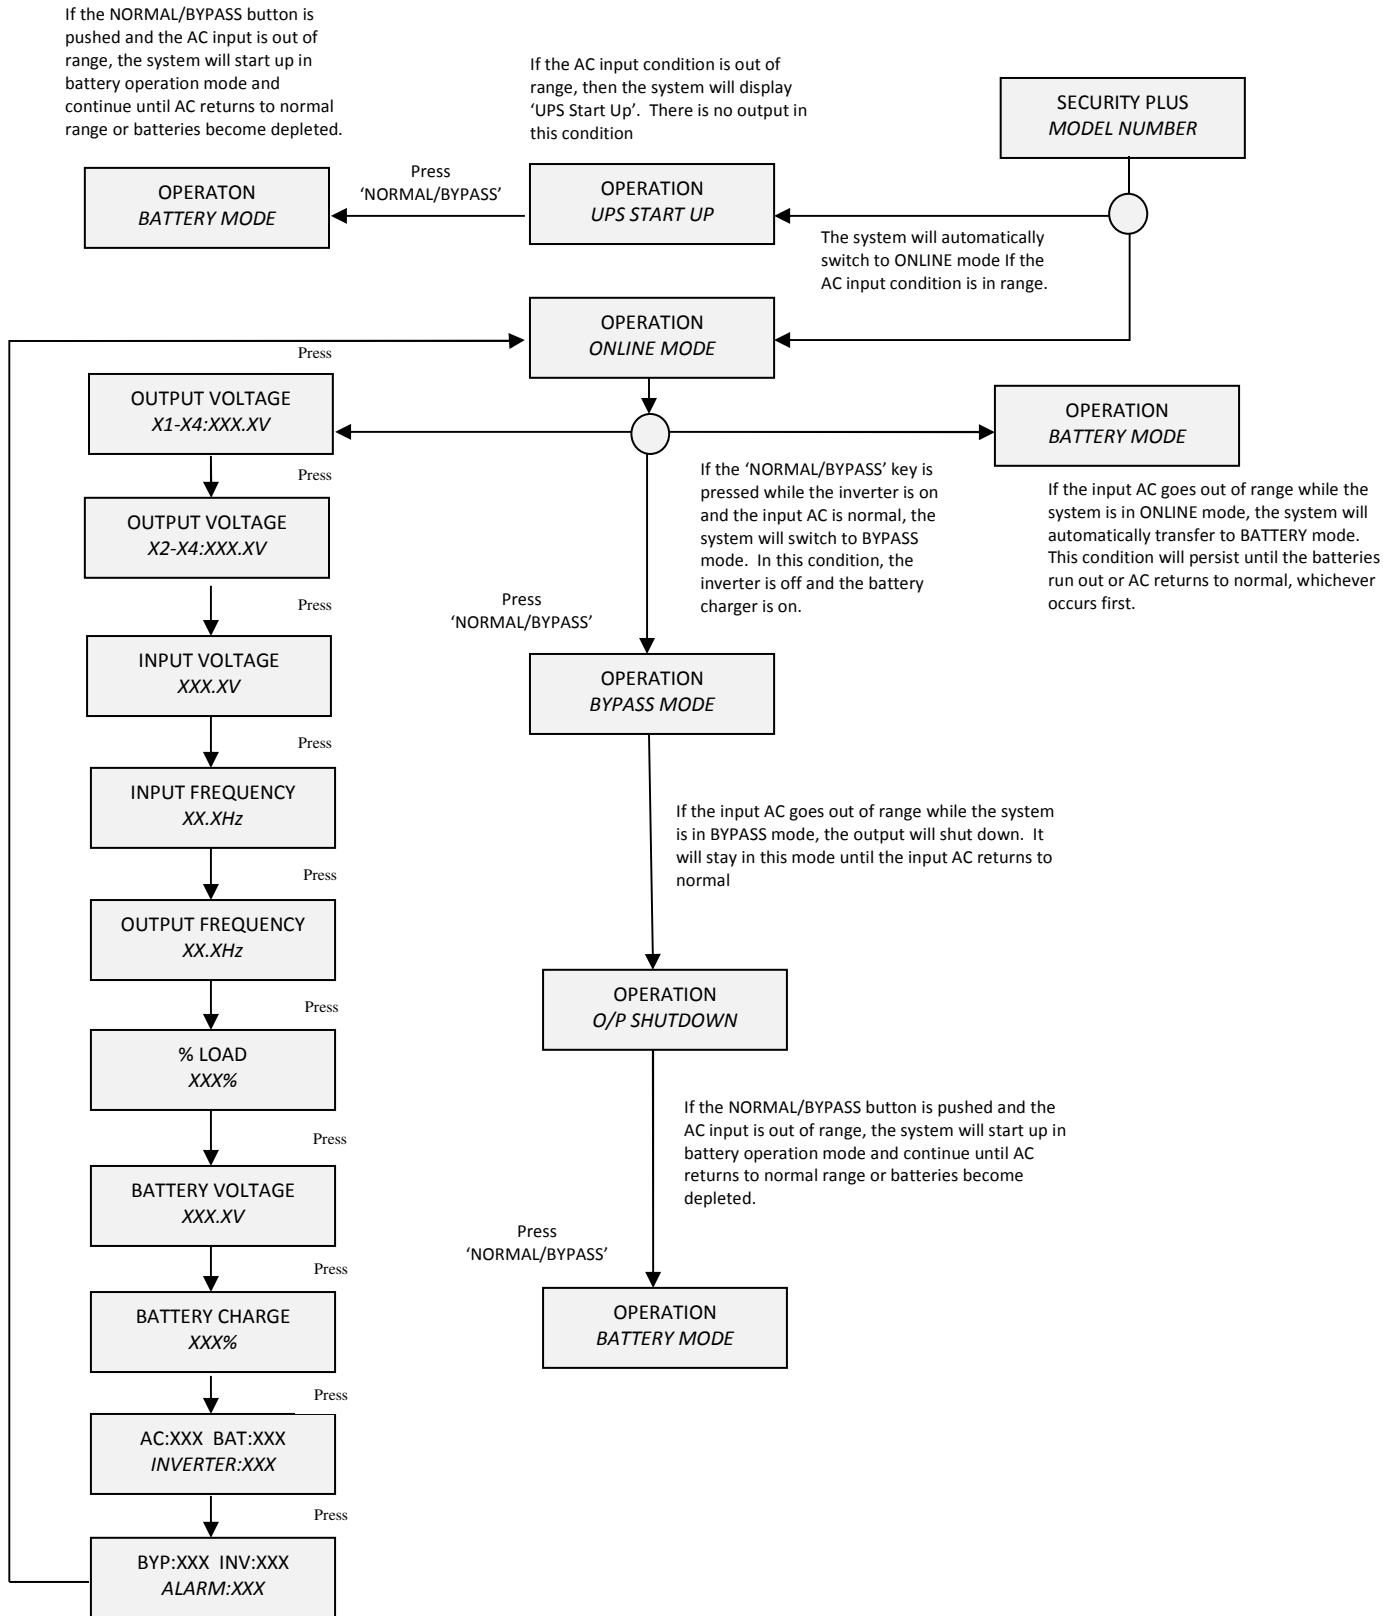 If the NORMAL/BYPASS button is
pushed and the AC input is out of
range, the system will start up in
battery operation mode and
continue until AC returns to normal
range or batteries become depleted.
If the AC input condition is out of
range, then the system will display
‘UPS Start Up’.  There is no output in
this condition
SECURITY PLUS
MODEL NUMBER
OPERATON
BATTERY MODE
Press
‘NORMAL/BYPASS’
OPERATION
UPS START UP
The system will automatically
switch to ONLINE mode If the
AC input condition is in range.
OPERATION
ONLINE MODE
Press
OUTPUT VOLTAGE
X1-X4:XXX.XV
OPERATION
BATTERY MODE
Press
OUTPUT VOLTAGE
X2-X4:XXX.XV
If the ‘NORMAL/BYPASS’ key is
pressed while the inverter is on
and the input AC is normal, the
system will switch to BYPASS
mode.  In this condition, the
inverter is off and the battery
charger is on.
If the input AC goes out of range while the
system is in ONLINE mode, the system will
automatically transfer to BATTERY mode.
This condition will persist until the batteries
run out or AC returns to normal, whichever
occurs first.
Press
Press
‘NORMAL/BYPASS’
INPUT VOLTAGE
XXX.XV
OPERATION
BYPASS MODE
Press
INPUT FREQUENCY
XX.XHz
If the input AC goes out of range while the system
is in BYPASS mode, the output will shut down.  It
will stay in this mode until the input AC returns to
normal
Press
OUTPUT FREQUENCY
XX.XHz
Press
OPERATION
O/P SHUTDOWN
% LOAD
XXX%
If the NORMAL/BYPASS button is pushed and the
AC input is out of range, the system will start up in
battery operation mode and continue until AC
returns to normal range or batteries become
depleted.
Press
BATTERY VOLTAGE
XXX.XV
Press
‘NORMAL/BYPASS’
Press
BATTERY CHARGE
XXX%
OPERATION
BATTERY MODE
Press
AC:XXX  BAT:XXX
INVERTER:XXX
Press
BYP:XXX  INV:XXX
ALARM:XXX